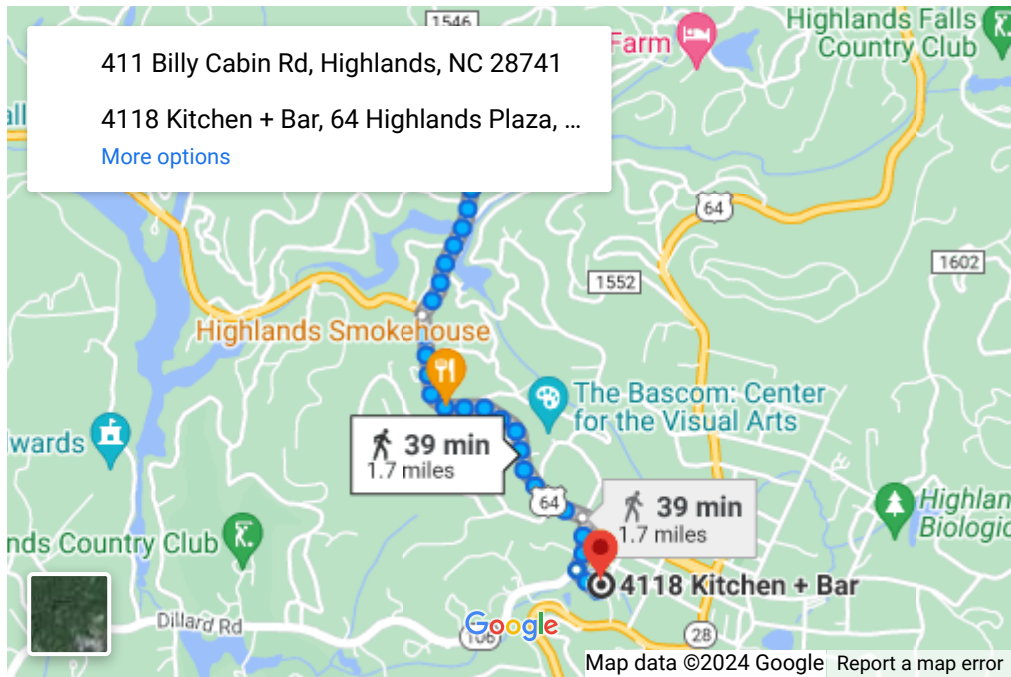 1546
Highlands Falls
Country Club
Farm
411 Billy Cabin Rd, Highlands, NC 28741
4118 Kitchen + Bar, 64 Highlands Plaza, ...
More options
all
64
1602
1552
Highlands Smokehouse
The Bascom: Center
for the Visual Arts
wards
39 min
1.7 miles
64
39 min
1.7 miles
Highlan
Biologic
nds Country Club
4118 Kitchen + Bar
Dillard Rd
Google
106
28
Map data ©2024 Google
Report a map error